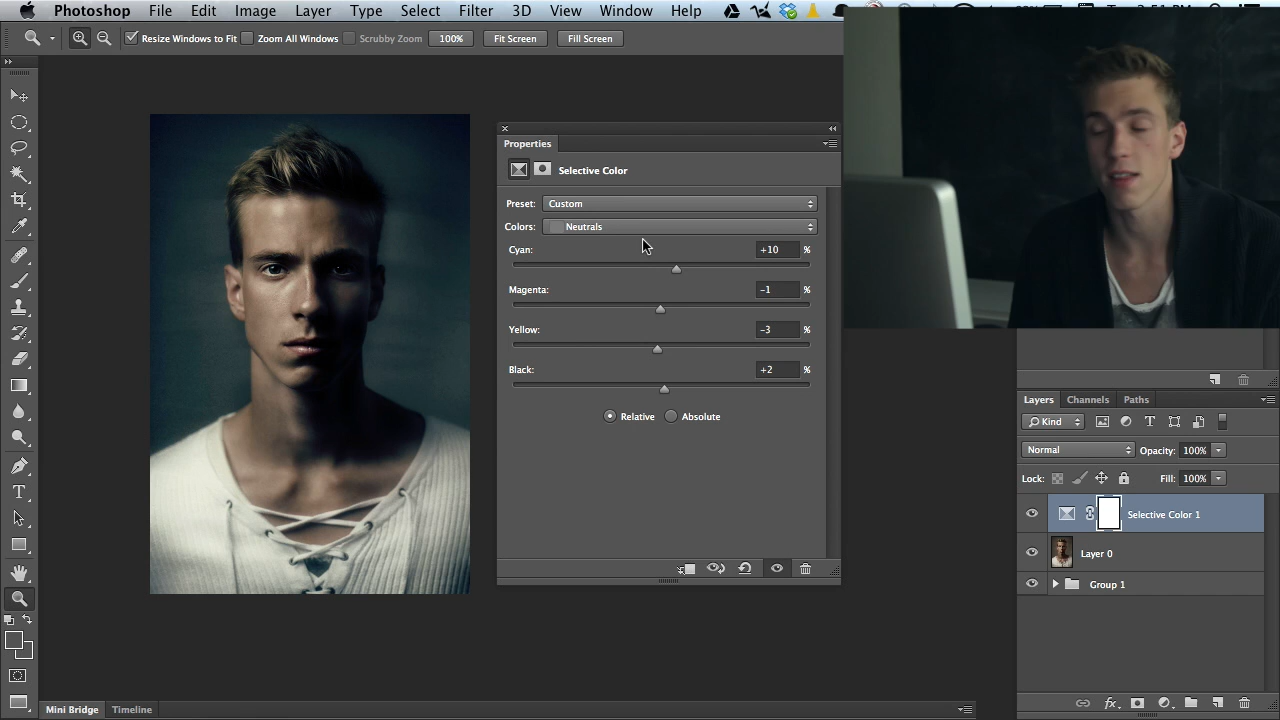 Photoshop File Edit Image Layer Type Select Filter 3D View Window Help
Resize Windows to Fit Zoom All Windows Scrubby Zoom 100% Fit Screen Fill Screen
Properties
Selective Color
Preset: Custom
Colors: Neutrals
Cyan: +10 %
Magenta: -1 %
Yellow: -3 %
Black: +2 %
Relative Absolute
Layers Channels Paths
Kind
Normal Opacity: 100%
Lock: Fill: 100%
Selective Color 1
Layer 0
Group 1
Mini Bridge Timeline